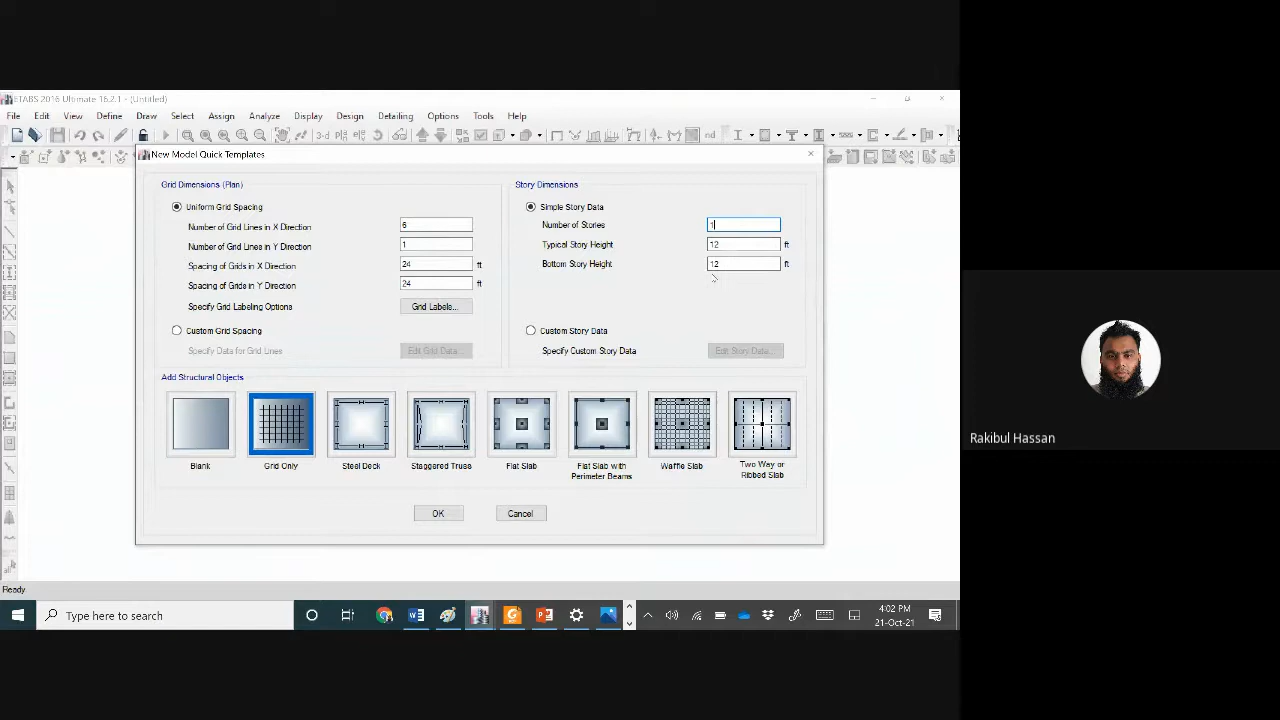 ETABS 2016 Ultimate 16.2.1 - (Untitled)
File Edit View Define Draw Select Assign Analyze Display Design Detailing Options Tools Help
3-d
nd
New Model Quick Templates
Grid Dimensions (Plan)
Uniform Grid Spacing
Number of Grid Lines in X Direction 6
Number of Grid Lines in Y Direction 1
Spacing of Grids in X Direction 24 ft
Spacing of Grids in Y Direction 24 ft
Specify Grid Labeling Options Grid Labels...
Custom Grid Spacing
Specify Data for Grid Lines Edit Grid Data...
Story Dimensions
Simple Story Data
Number of Stories 1
Typical Story Height 12 ft
Bottom Story Height 12 ft
Custom Story Data
Specify Custom Story Data Edit Story Data...
Add Structural Objects
Blank
Grid Only
Steel Deck
Staggered Truss
Flat Slab
Flat Slab with
Perimeter Beams
Waffle Slab
Two Way or
Ribbed Slab
OK Cancel
Ready
Type here to search
4:02 PM
21-Oct-21
Rakibul Hassan